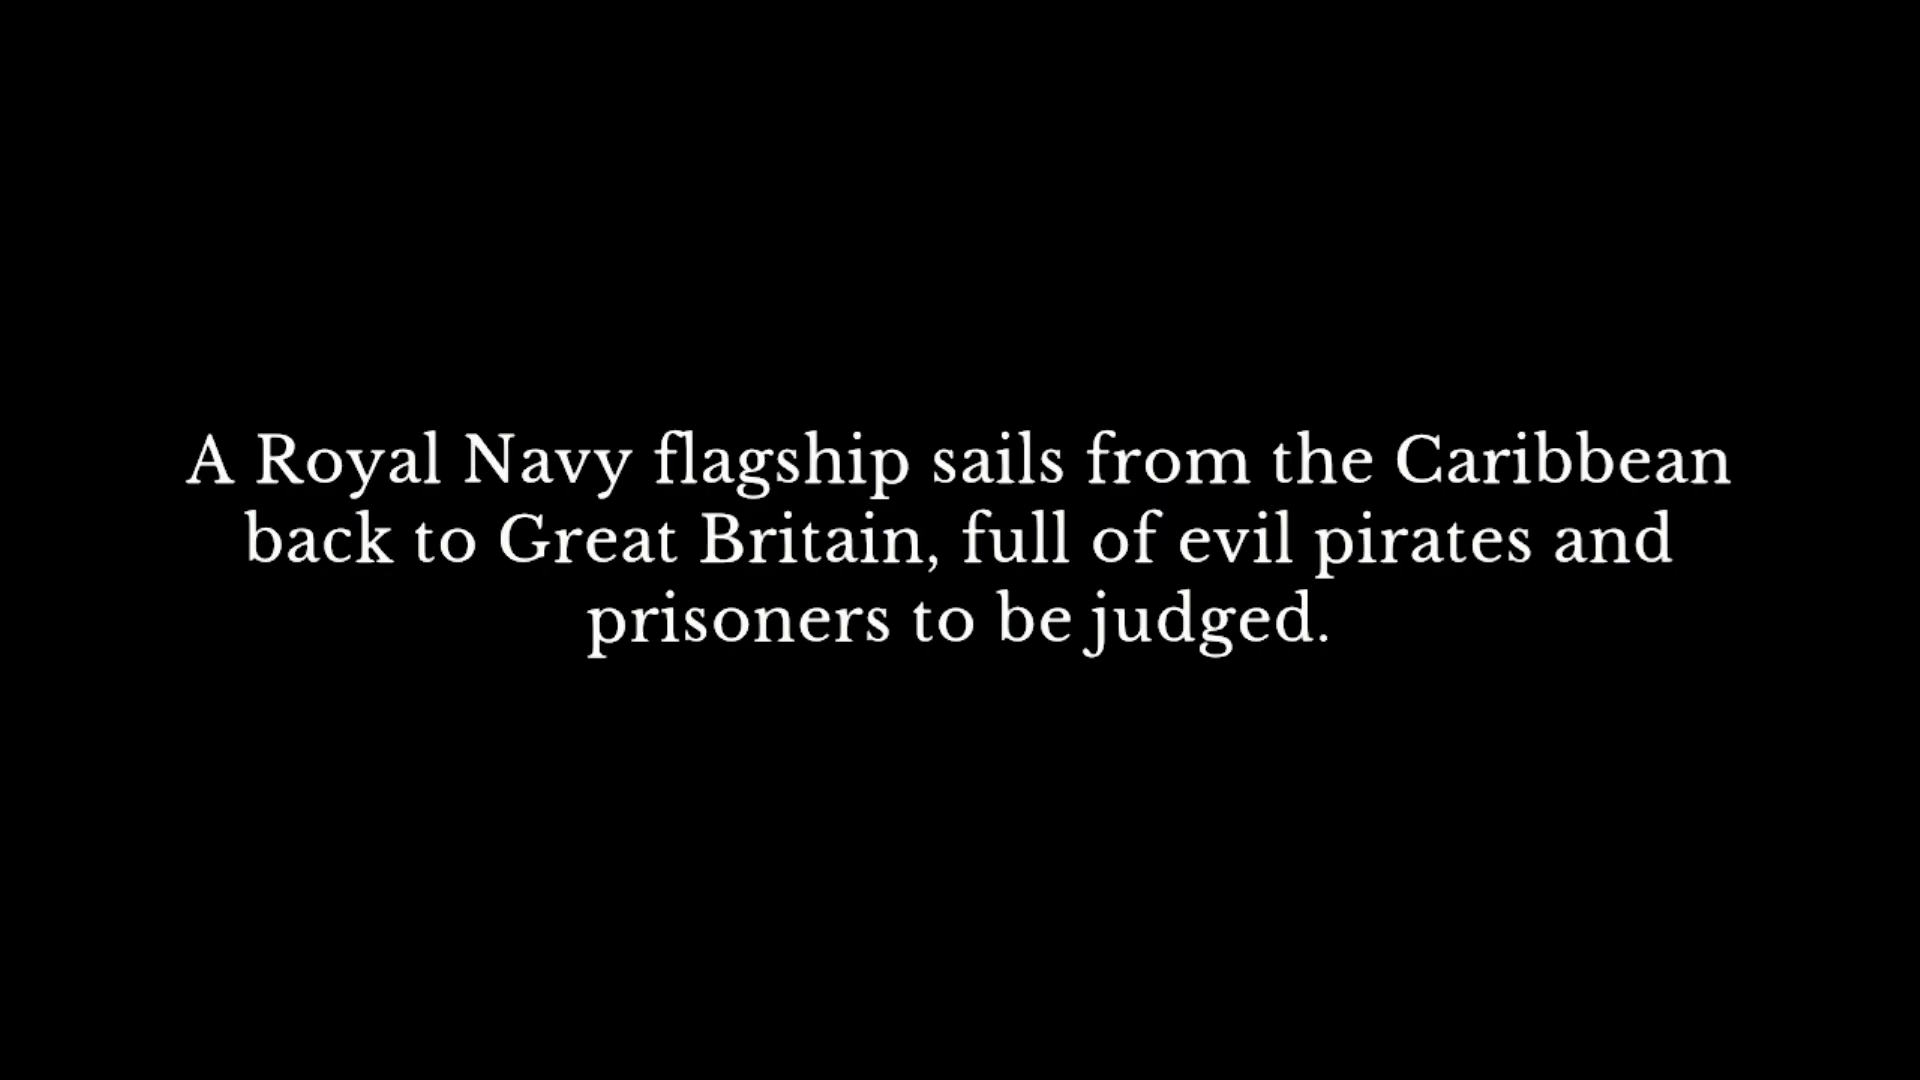 A Royal Navy flagship sails from the Caribbean
back to Great Britain, full of evil pirates and
prisoners to be judged.